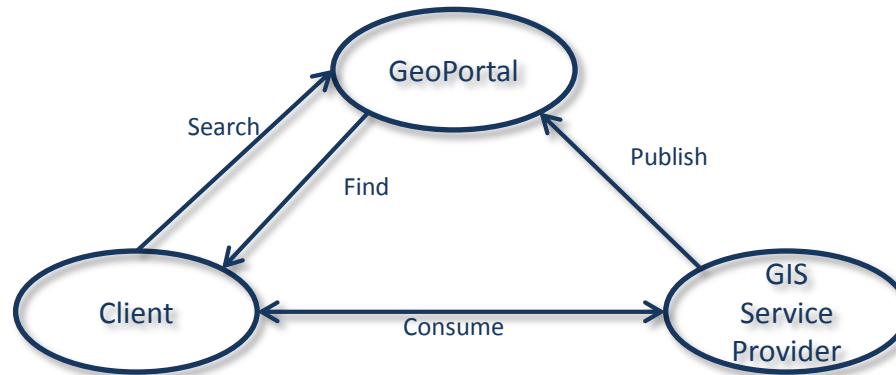 GeoPortal
Search
Publish
Find
Client
Consume
GIS
Service
Provider